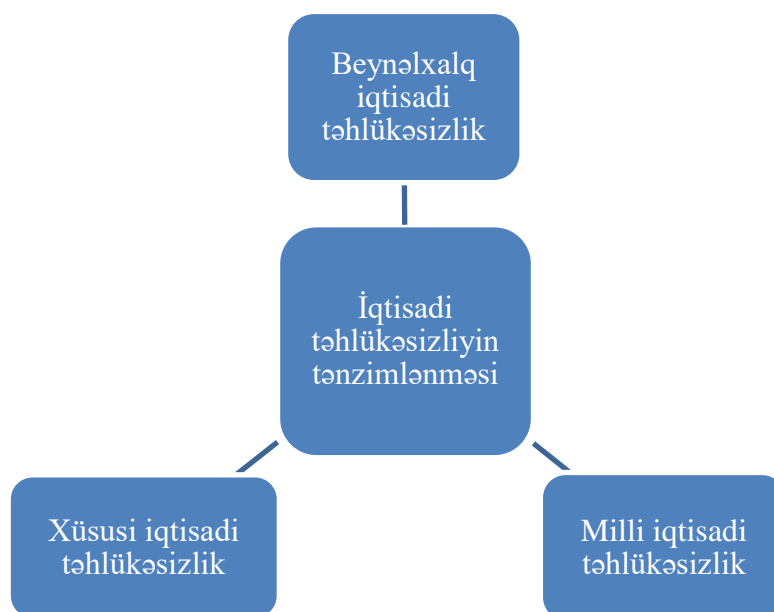 Beynəlxalq
iqtisadi
təhlükəsizlik
İqtisadi
təhlükəsizliyin
tənzimlənməsi
Xüsusi iqtisadi
təhlükəsizlik
Milli iqtisadi
təhlükəsizlik